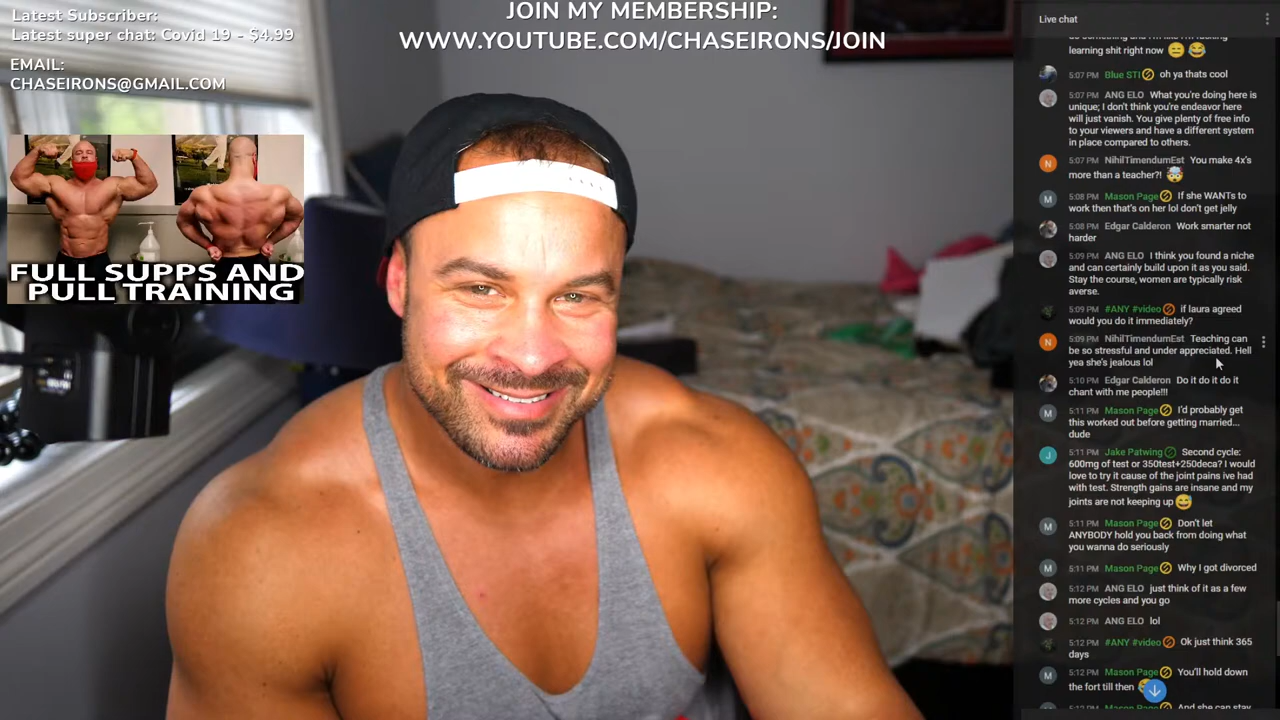 Latest Subscriber:
Latest super chat: Covid 19 - $4.99
EMAIL:
CHASEIRONS@GMAIL.COM
FULL SUPPS AND
PULL TRAINING
JOIN MY MEMBERSHIP:
WWW.YOUTUBE.COM/CHASEIRONS/JOIN
Live chat
learning shit right now
5:07 PM Blue STI oh ya thats cool
5:07 PM ANG ELO What you're doing here is
unique; I don't think you're endeavor here
will just vanish. You give plenty of free info
to your viewers and have a different system
in place compared to others.
N
5:07 PM NihilTimendumEst You make 4x's
more than a teacher?!
M
5:08 PM Mason Page If she WANTs to
work then that's on her lol don't get jelly
5:08 PM Edgar Calderon Work smarter not
harder
5:09 PM ANG ELO I think you found a niche
and can certainly build upon it as you said.
Stay the course, women are typically risk
averse.
5:09 PM #ANY #video if laura agreed
would you do it immediately?
N
5:09 PM NihilTimendumEst Teaching can
be so stressful and under appreciated. Hell
yea she's jealous lol
5:10 PM Edgar Calderon Do it do it do it
chant with me people!!!
M
5:11 PM Mason Page I'd probably get
this worked out before getting married...
dude
J
5:11 PM Jake Patwing Second cycle:
600mg of test or 350test+250deca? I would
love to try it cause of the joint pains ive had
with test. Strength gains are insane and my
joints are not keeping up
M
5:11 PM Mason Page Don't let
ANYBODY hold you back from doing what
you wanna do seriously
M
5:11 PM Mason Page Why I got divorced
5:12 PM ANG ELO just think of it as a few
more cycles and you go
5:12 PM ANG ELO lol
5:12 PM #ANY #video Ok just think 365
days
M
5:12 PM Mason Page You'll hold down
the fort till then
5:12 PM Mason Page And she can stay